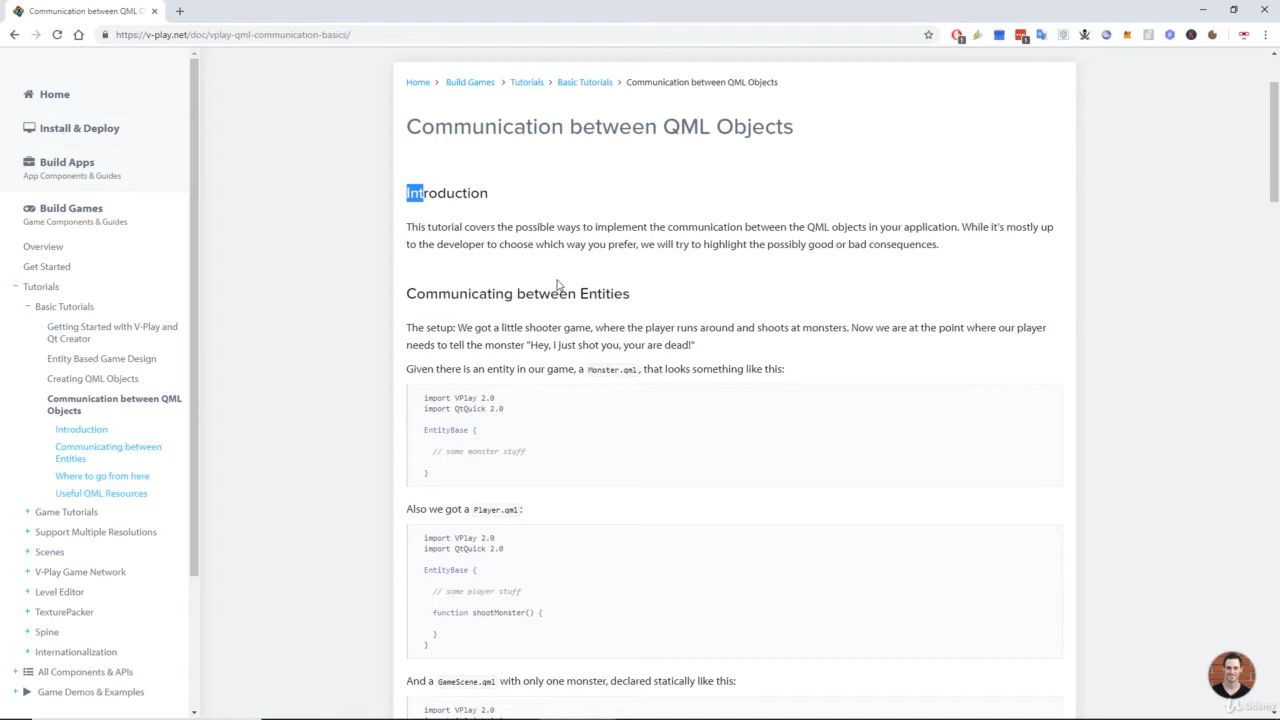 Communication between QML O
https://v-play.net/doc/vplay-qml-communication-basics/
1
1
Home
Install & Deploy
Build Apps
App Components & Guides
Build Games
Game Components & Guides
Overview
Get Started
Tutorials
Basic Tutorials
Getting Started with V-Play and
Qt Creator
Entity Based Game Design
Creating QML Objects
Communication between QML
Objects
Introduction
Communicating between
Entities
Where to go from here
Useful QML Resources
Game Tutorials
Support Multiple Resolutions
Scenes
V-Play Game Network
Level Editor
TexturePacker
Spine
Internationalization
All Components & APIs
Game Demos & Examples
Home > Build Games > Tutorials > Basic Tutorials > Communication between QML Objects
Communication between QML Objects
Introduction
This tutorial covers the possible ways to implement the communication between the QML objects in your application. While it's mostly up
to the developer to choose which way you prefer, we will try to highlight the possibly good or bad consequences.
Communicating between Entities
The setup: We got a little shooter game, where the player runs around and shoots at monsters. Now we are at the point where our player
needs to tell the monster "Hey, I just shot you, your are dead!"
Given there is an entity in our game, a Monster.qml, that looks something like this:
import VPlay 2.0
import QtQuick 2.0
EntityBase {
// some monster stuff
}
Also we got a Player.qml:
import VPlay 2.0
import QtQuick 2.0
EntityBase {
// some player stuff
function shootMonster() {
}
}
And a GameScene.qml with only one monster, declared statically like this:
import VPlay 2.0
Udemy